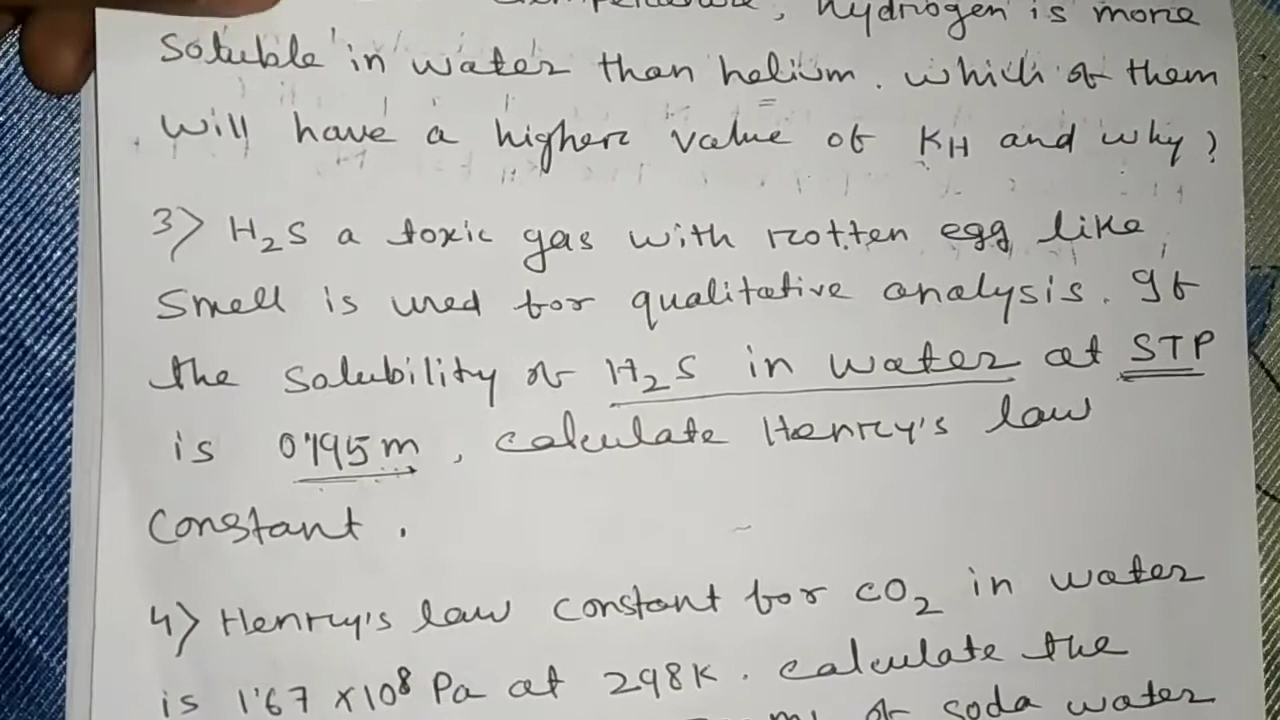 Temperature, hydrogen is more
soluble in water than helium. which of them
will have a higher value of KH and why?
3) H2S a toxic gas with rotten egg like
smell is used for qualitative analysis. If
the solubility of H2S in water at STP
is 0.195 m, calculate Henry's law
constant.
4) Henry's law constant for CO2 in water
is 1.67 × 10⁸ Pa at 298K. calculate the
of soda water